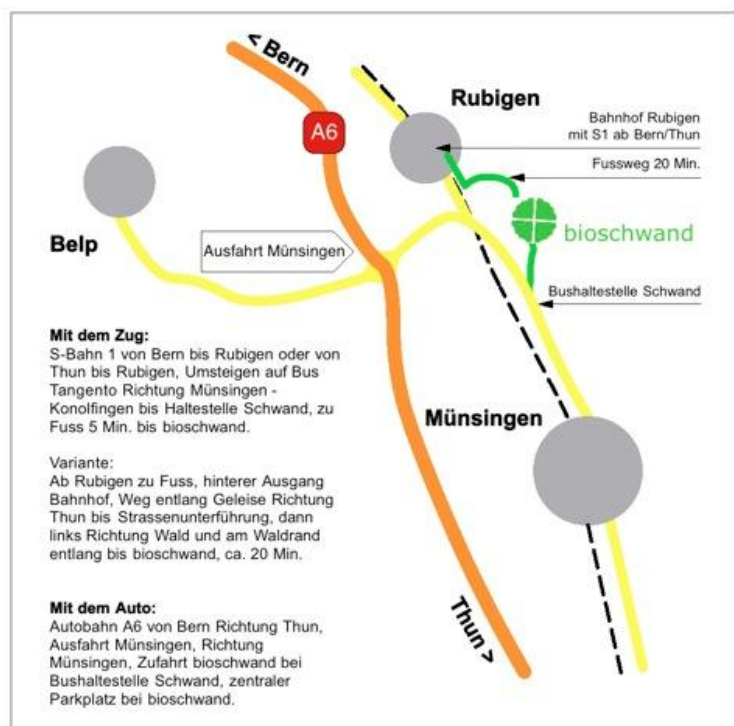 < Bern
Rubigen
A6
Bahnhof Rubigen
mit S1 ab Bern/Thun
Fussweg 20 Min.
bioschwand
Belp
Ausfahrt Münsingen
Bushaltestelle Schwand
Mit dem Zug:
S-Bahn 1 von Bern bis Rubigen oder von
Thun bis Rubigen, Umsteigen auf Bus
Tangento Richtung Münsingen -
Konolfingen bis Haltestelle Schwand, zu
Fuss 5 Min. bis bioschwand.
Münsingen
Variante:
Ab Rubigen zu Fuss, hinterer Ausgang
Bahnhof, Weg entlang Geleise Richtung
Thun bis Strassenunterführung, dann
links Richtung Wald und am Waldrand
entlang bis bioschwand, ca. 20 Min.
Thun >
Mit dem Auto:
Autobahn A6 von Bern Richtung Thun,
Ausfahrt Münsingen, Richtung
Münsingen, Zufahrt bioschwand bei
Bushaltestelle Schwand, zentraler
Parkplatz bei bioschwand.